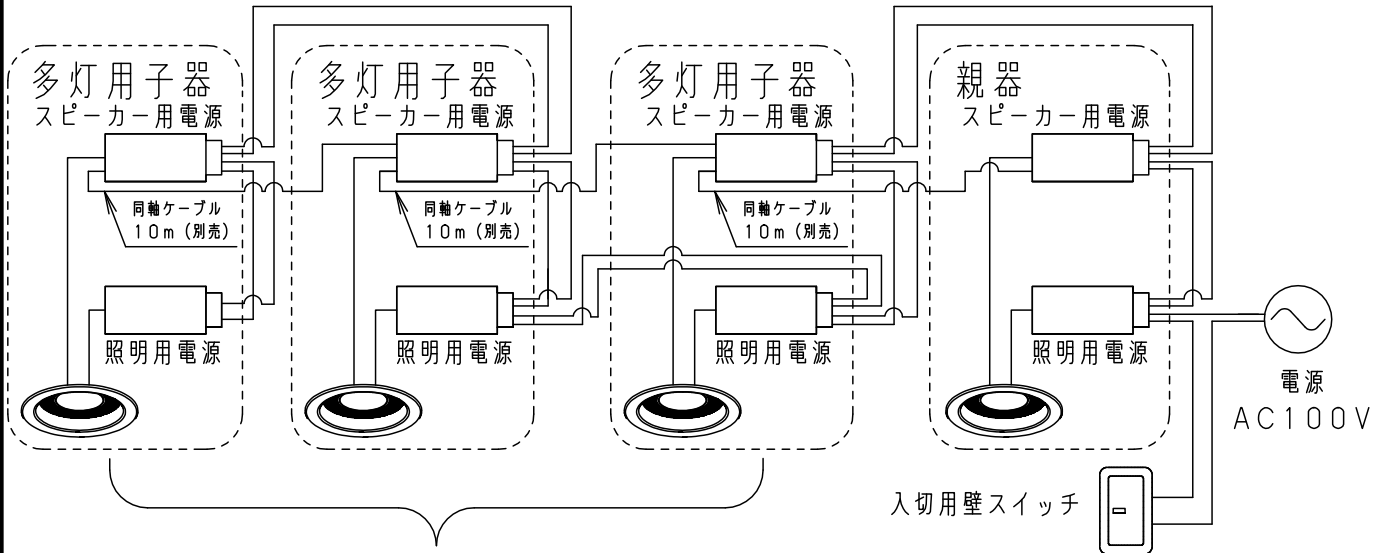 多灯用子器
スピーカー用電源
多灯用子器
スピーカー用電源
多灯用子器
スピーカー用電源
親器
スピーカー用電源
同軸ケーブル
10m(別売)
同軸ケーブル
10m(別売)
同軸ケーブル
10m(別売)
照明用電源
照明用電源
照明用電源
照明用電源
電源
AC100V
入切用壁スイッチ